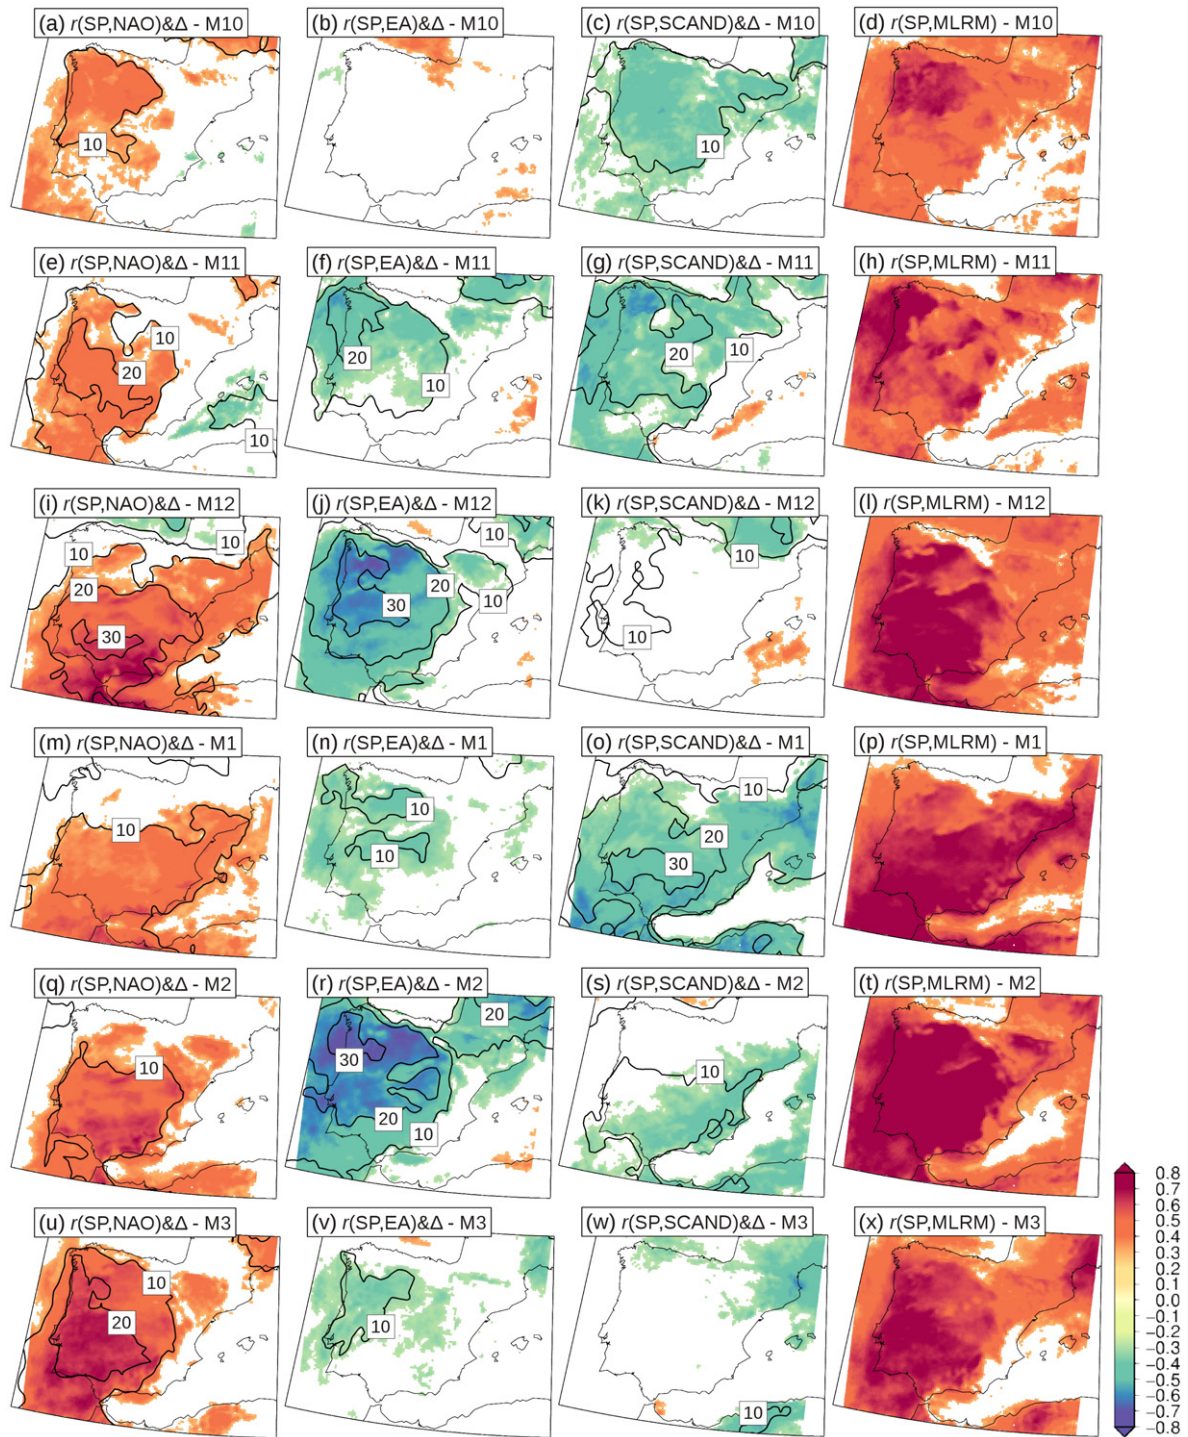 (a) r(SP,NAO)&Δ - M10
(b) r(SP,EA)&Δ - M10
(c) r(SP,SCAND)&Δ - M10
(d) r(SP,MLRM) - M10
10
10
(e) r(SP,NAO)&Δ - M11
(f) r(SP,EA)&Δ - M11
(g) r(SP,SCAND)&Δ - M11
(h) r(SP,MLRM) - M11
10
20
10
20
10
20
10
(i) r(SP,NAO)&Δ - M12
(j) r(SP,EA)&Δ - M12
(k) r(SP,SCAND)&Δ - M12
(l) r(SP,MLRM) - M12
10
10
20
30
10
20
30
10
10
10
(m) r(SP,NAO)&Δ - M1
(n) r(SP,EA)&Δ - M1
(o) r(SP,SCAND)&Δ - M1
(p) r(SP,MLRM) - M1
10
10
10
10
20
30
(q) r(SP,NAO)&Δ - M2
(r) r(SP,EA)&Δ - M2
(s) r(SP,SCAND)&Δ - M2
(t) r(SP,MLRM) - M2
10
20
30
20
10
10
(u) r(SP,NAO)&Δ - M3
(v) r(SP,EA)&Δ - M3
(w) r(SP,SCAND)&Δ - M3
(x) r(SP,MLRM) - M3
10
20
10
10
0.8
0.7
0.6
0.5
0.4
0.3
0.2
0.1
0.0
−0.1
−0.2
−0.3
−0.4
−0.5
−0.6
−0.7
−0.8